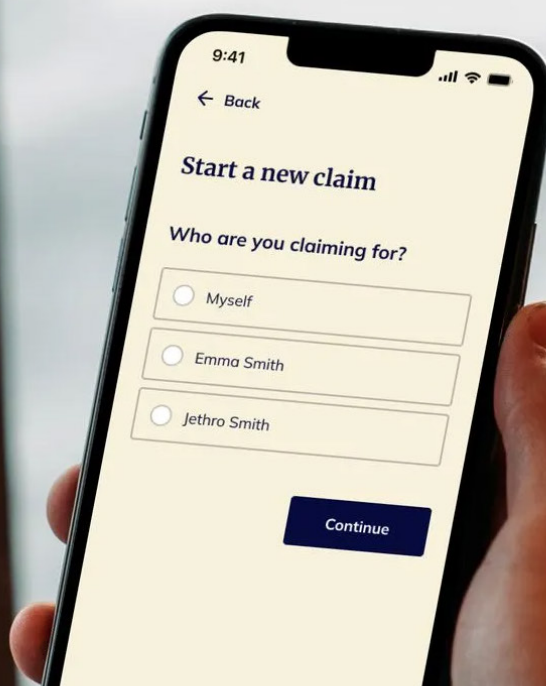 9:41
Back
Start a new claim
Who are you claiming for?
Myself
Emma Smith
Jethro Smith
Continue